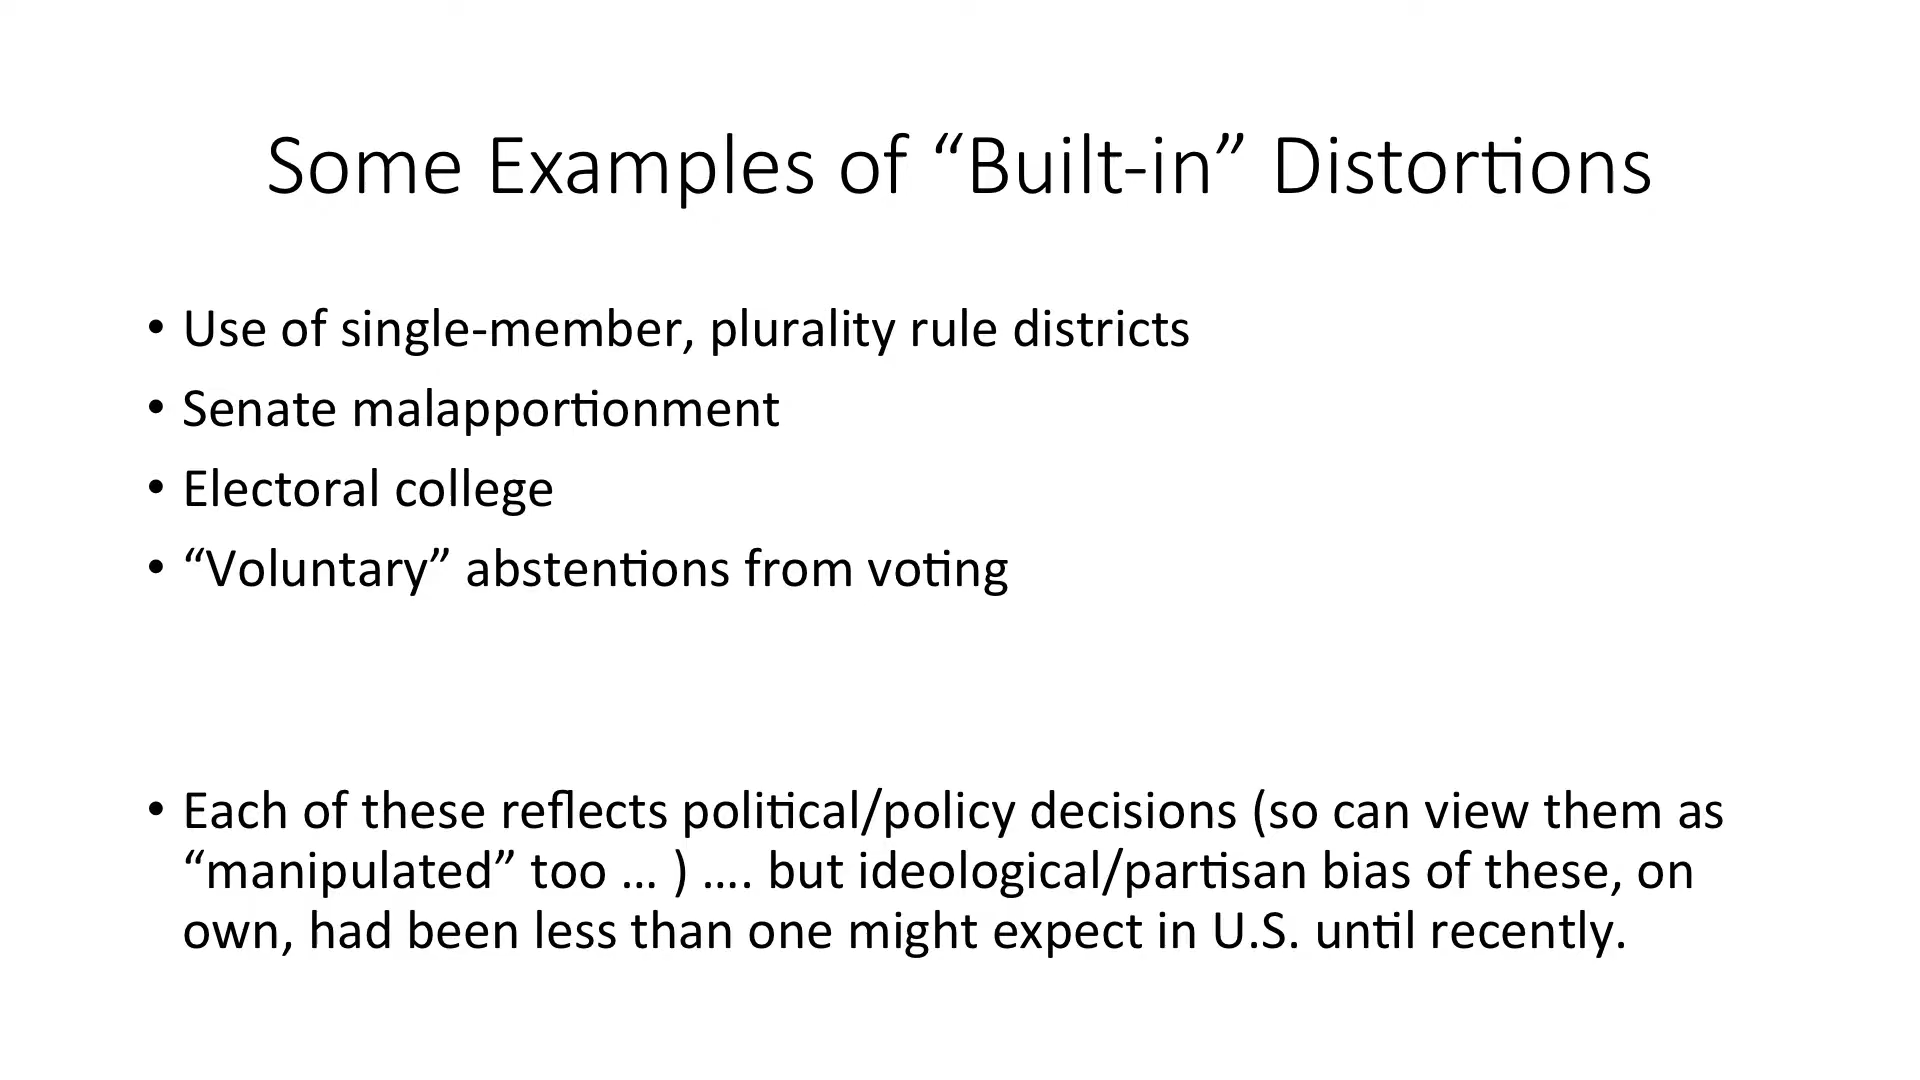 Some Examples of “Built-in” Distortions
• Use of single-member, plurality rule districts
• Senate malapportionment
• Electoral college
• “Voluntary” abstentions from voting
• Each of these reflects political/policy decisions (so can view them as
“manipulated” too … ) …. but ideological/partisan bias of these, on
own, had been less than one might expect in U.S. until recently.